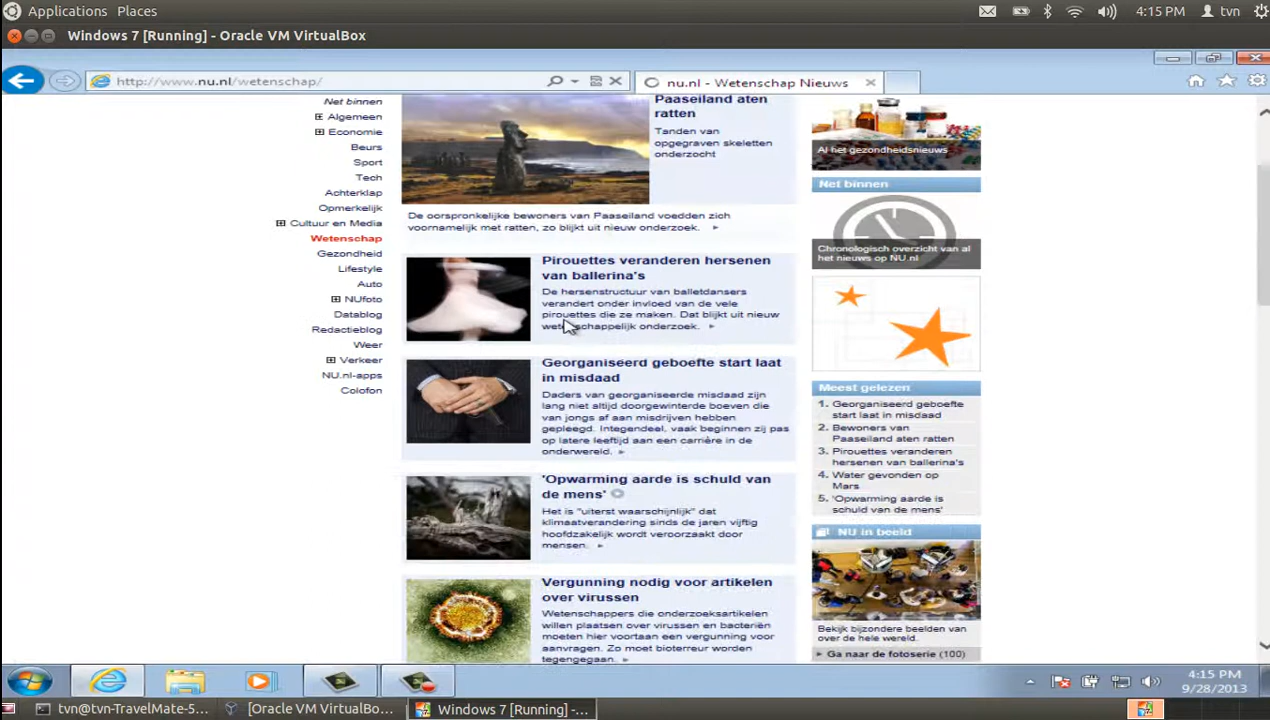 Applications Places 4:15 PM tvn
Windows 7 [Running] - Oracle VM VirtualBox
http://www.nu.nl/wetenschap/
nu.nl - Wetenschap Nieuws
Net binnen
Algemeen
Economie
Beurs
Sport
Tech
Achterklap
Opmerkelijk
Cultuur en Media
Wetenschap
Gezondheid
Lifestyle
Auto
NUfoto
Datablog
Redactieblog
Weer
Verkeer
NU.nl-apps
Colofon
Paaseiland aten
ratten
Tanden van
opgegraven skeletten
onderzocht
De oorspronkelijke bewoners van Paaseiland voedden zich
voornamelijk met ratten, zo blijkt uit nieuw onderzoek.
Pirouettes veranderen hersenen
van ballerina's
De hersenstructuur van balletdansers
verandert onder invloed van de vele
pirouettes die ze maken. Dat blijkt uit nieuw
wetenschappelijk onderzoek.
Georganiseerd geboefte start laat
in misdaad
Daders van georganiseerde misdaad zijn
lang niet altijd doorgewinterde boeven die
van jongs af aan misdrijven hebben
gepleegd. Integendeel, vaak beginnen zij pas
op latere leeftijd aan een carrière in de
onderwereld.
'Opwarming aarde is schuld van
de mens'
Het is "uiterst waarschijnlijk" dat
klimaatverandering sinds de jaren vijftig
hoofdzakelijk wordt veroorzaakt door
mensen.
Vergunning nodig voor artikelen
over virussen
Wetenschappers die onderzoeksartikelen
willen plaatsen over virussen en bacteriën
moeten hier voortaan een vergunning voor
aanvragen. Zo moet bioterreur worden
tegengegaan.
Al het gezondheidsnieuws
Net binnen
Chronologisch overzicht van al
het nieuws op NU.nl
Meest gelezen
1. Georganiseerd geboefte
start laat in misdaad
2. Bewoners van
Paaseiland aten ratten
3. Pirouettes veranderen
hersenen van ballerina's
4. Water gevonden op
Mars
5. 'Opwarming aarde is
schuld van de mens'
NU in beeld
Bekijk bijzondere beelden van
over de hele wereld.
Ga naar de fotoserie (100)
4:15 PM
9/28/2013
tvn@tvn-TravelMate-5...
[Oracle VM VirtualBo...
Windows 7 [Running] -...